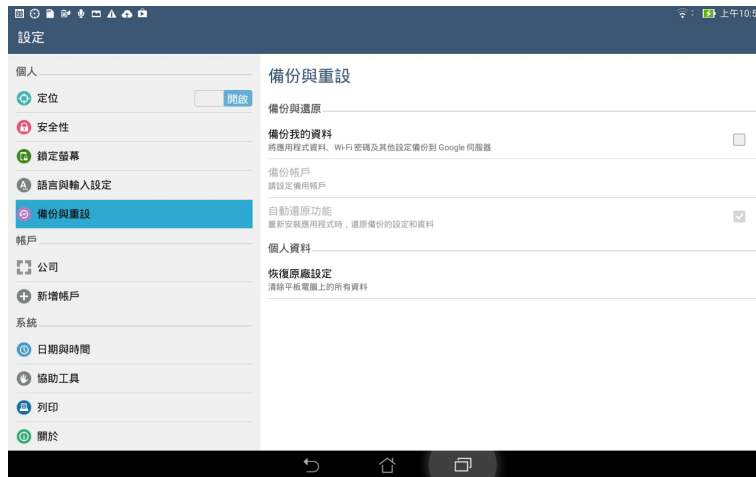 上午10:5
設定
個人
定位
開啟
安全性
鎖定螢幕
語言與輸入設定
備份與重設
帳戶
公司
新增帳戶
系統
日期與時間
協助工具
列印
關於
備份與重設
備份與還原
備份我的資料
將應用程式資料、Wi-Fi 密碼及其他設定備份到 Google 伺服器
備份帳戶
請設定備用帳戶
自動還原功能
重新安裝應用程式時，還原備份的設定和資料
個人資料
恢復原廠設定
清除平板電腦上的所有資料